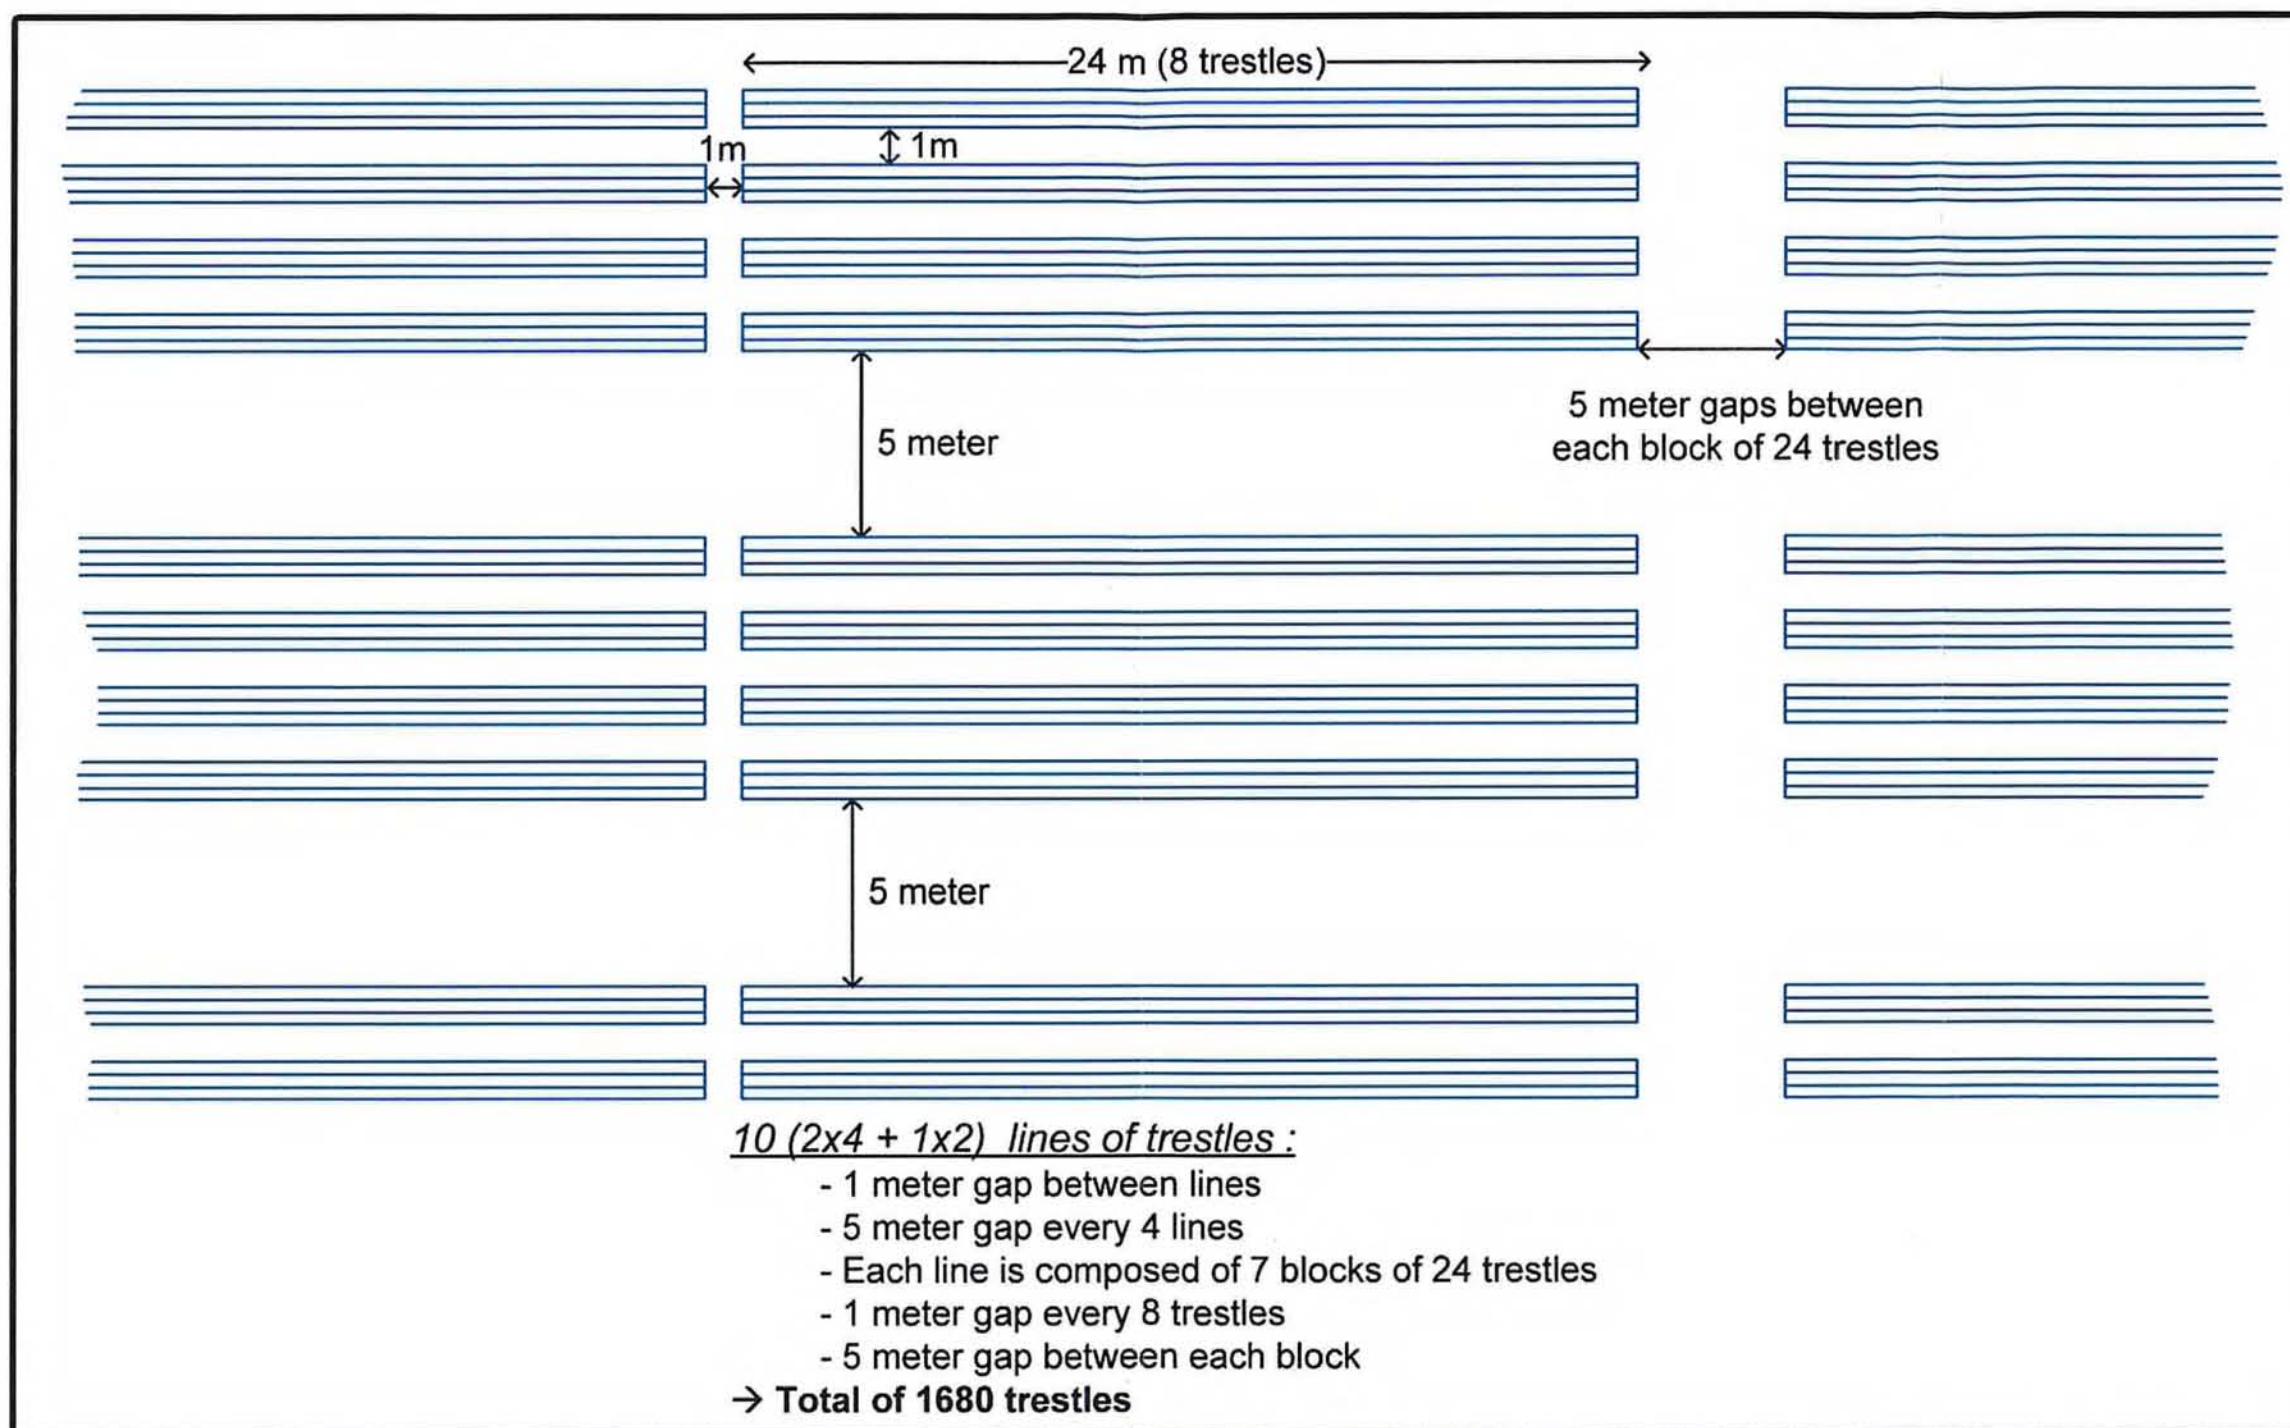 24 m (8 trestles)
1m
1m
5 meter gaps between
each block of 24 trestles
5 meter
5 meter
10 (2x4 + 1x2) lines of trestles :
- 1 meter gap between lines
- 5 meter gap every 4 lines
- Each line is composed of 7 blocks of 24 trestles
- 1 meter gap every 8 trestles
- 5 meter gap between each block
→ Total of 1680 trestles